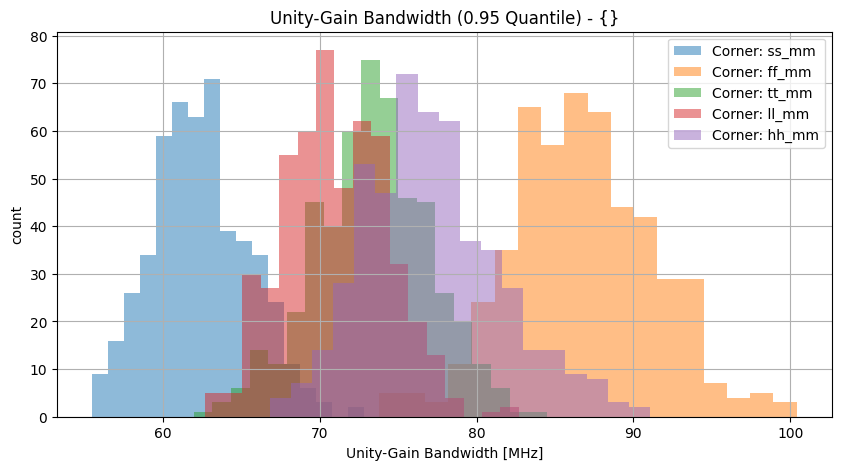 Unity-Gain Bandwidth (0.95 Quantile) - {}
80
70
60
50
40
30
20
10
0
count
Corner: ss_mm
Corner: ff_mm
Corner: tt_mm
Corner: ll_mm
Corner: hh_mm
60 70 80 90 100
Unity-Gain Bandwidth [MHz]